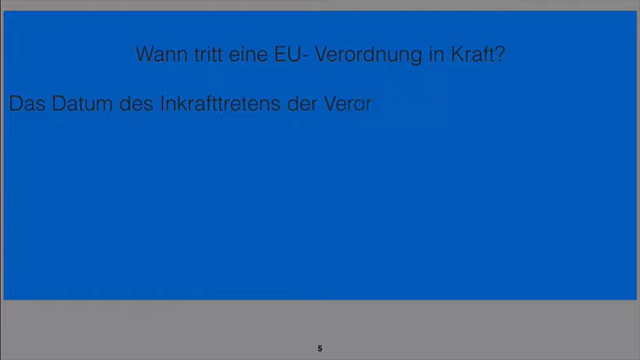 Wann tritt eine EU- Verordnung in Kraft?
Das Datum des Inkrafttretens der Veror
5